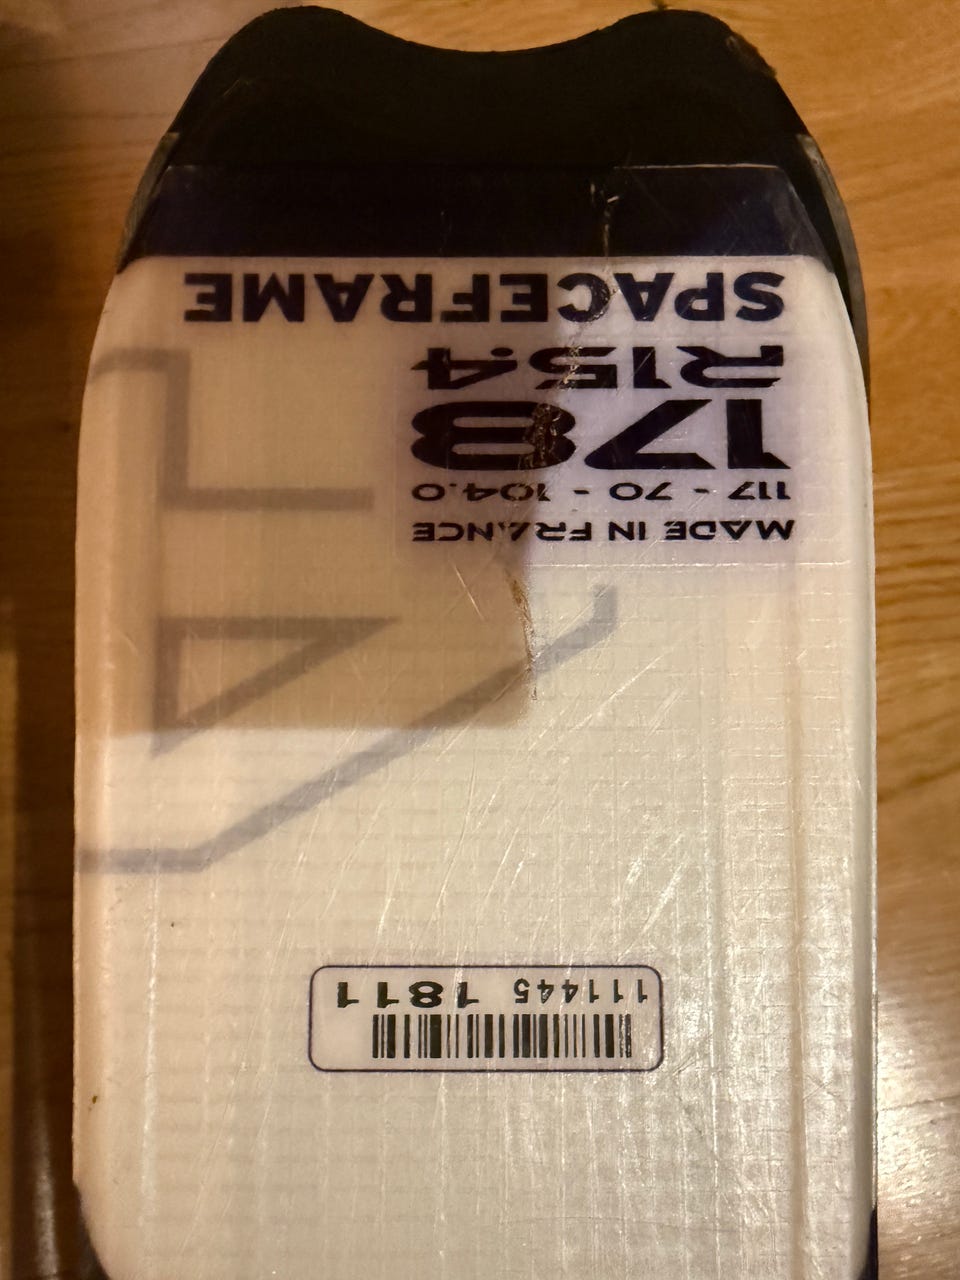 111445 1811
MADE IN FRANCE
117 - 70 - 104.0
178
R15.4
SPACEFRAME